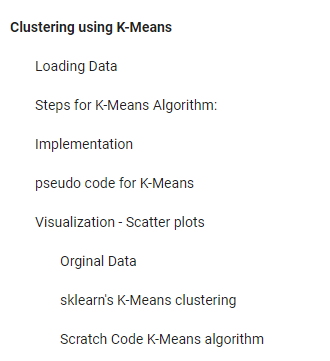 Clustering using K-Means
Loading Data
Steps for K-Means Algorithm:
Implementation
pseudo code for K-Means
Visualization - Scatter plots
Orginal Data
sklearn's K-Means clustering
Scratch Code K-Means algorithm